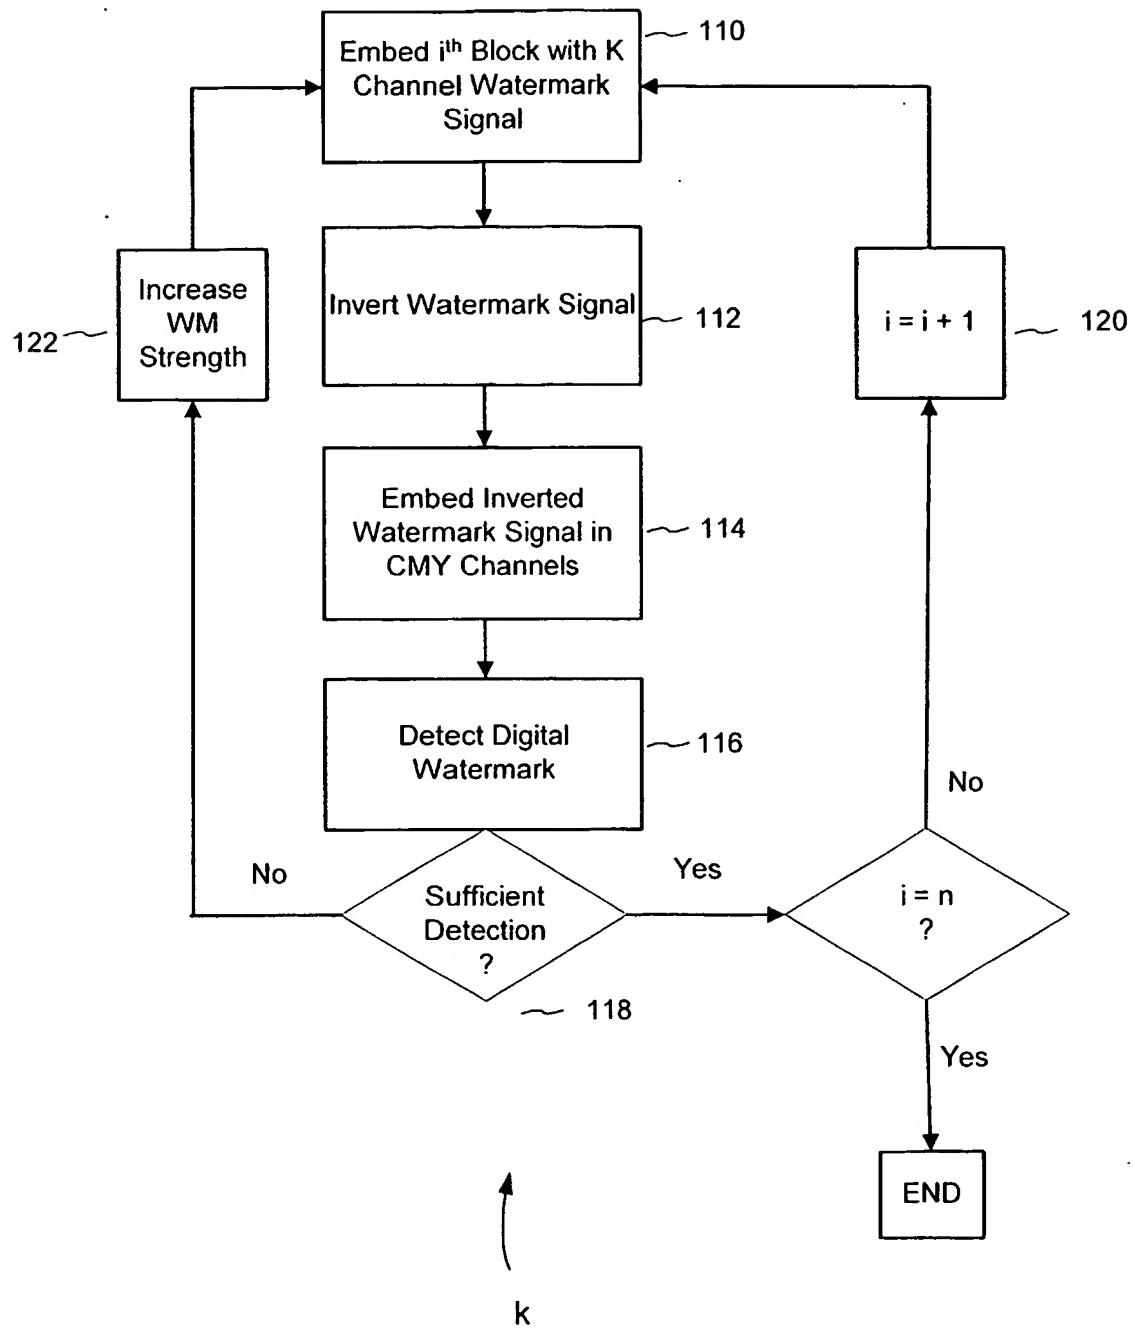 Embed iᵗʰ Block with K
Channel Watermark
Signal
110
Invert Watermark Signal
112
Increase
WM
Strength
122
i = i + 1
120
Embed Inverted
Watermark Signal in
CMY Channels
114
Detect Digital
Watermark
116
No
Sufficient
Detection
?
118
Yes
i = n
?
No
Yes
END
k